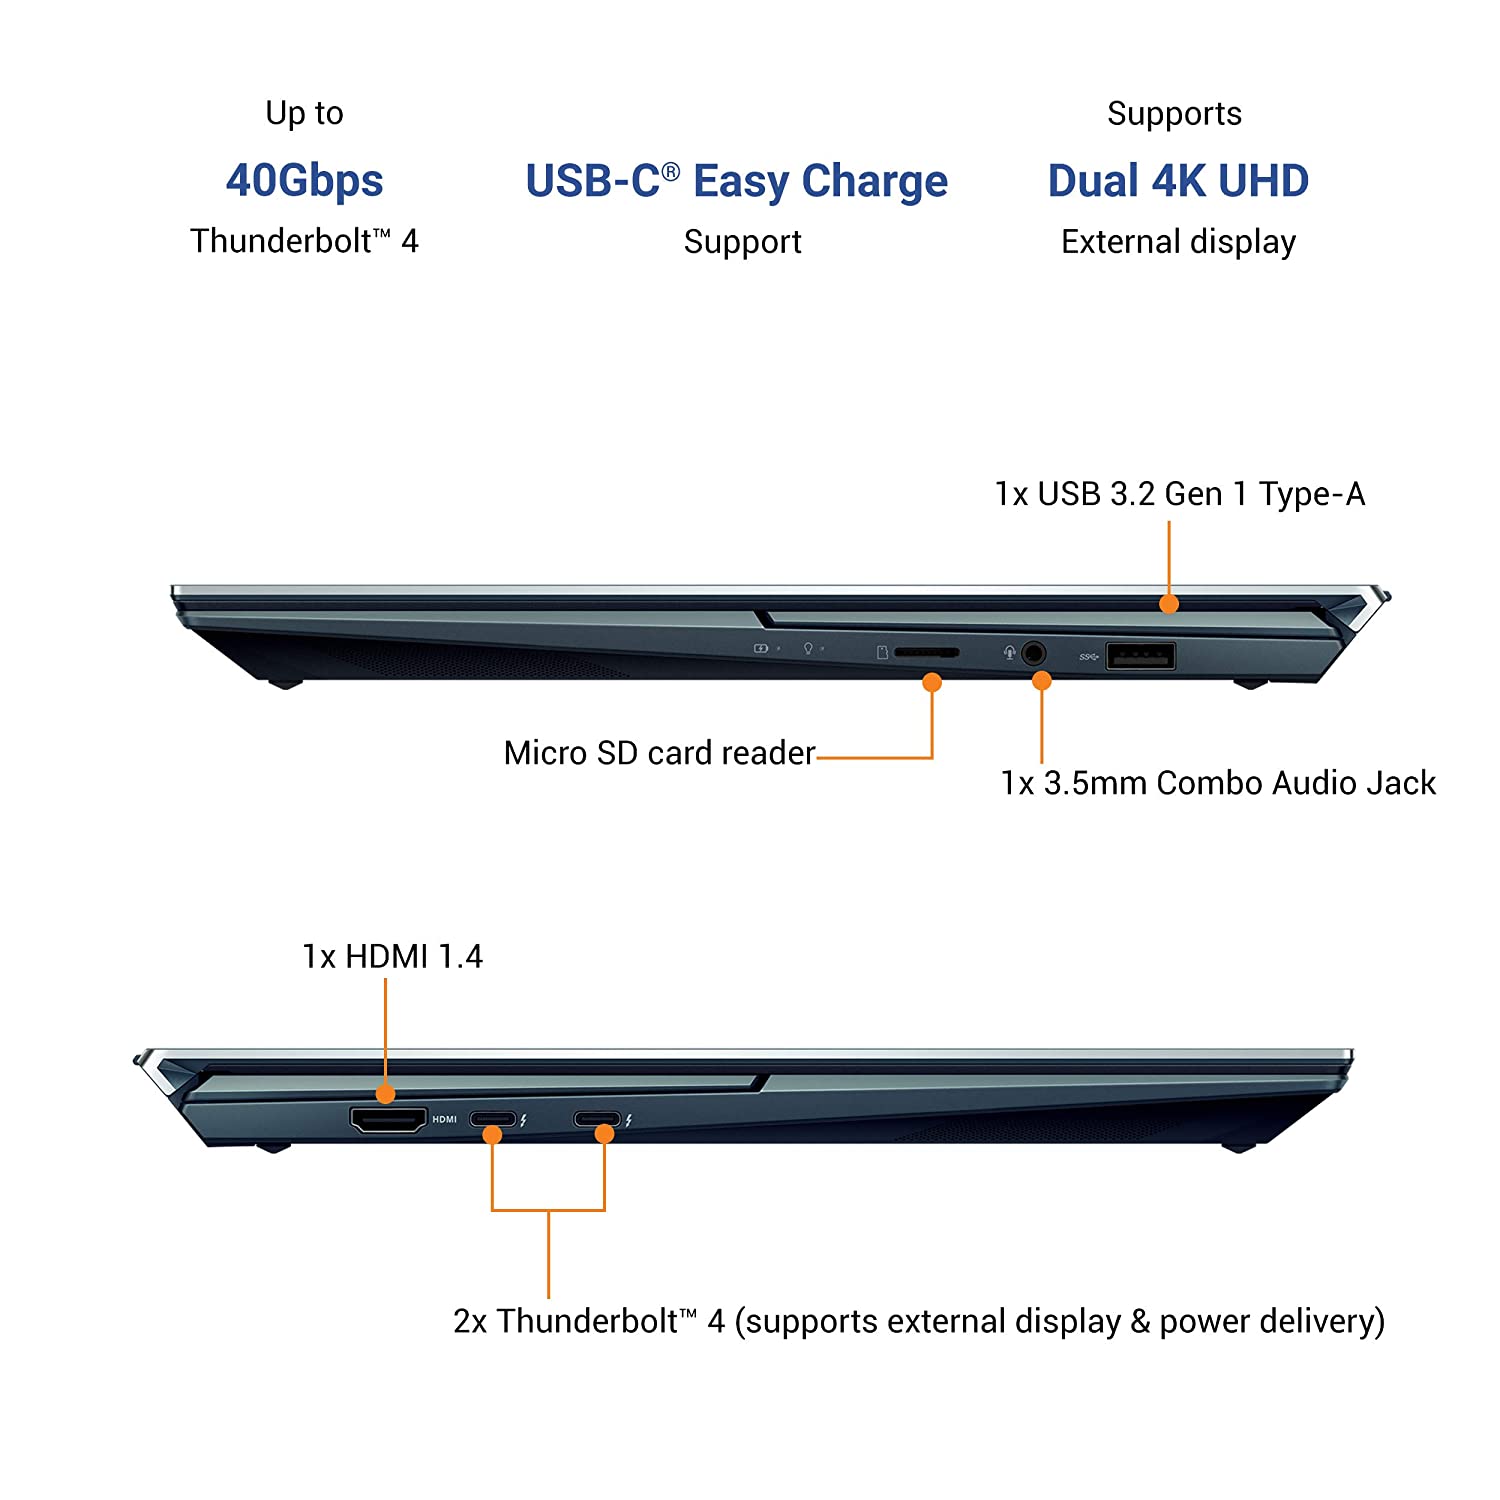 Up to
40Gbps
Thunderbolt™ 4
USB-C® Easy Charge
Support
Supports
Dual 4K UHD
External display
1x USB 3.2 Gen 1 Type-A
Micro SD card reader
1x 3.5mm Combo Audio Jack
1x HDMI 1.4
HDMI
2x Thunderbolt™ 4 (supports external display & power delivery)